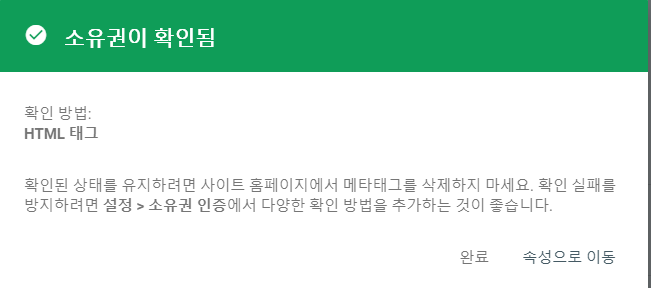 소유권이 확인됨
확인 방법:
HTML 태그
확인된 상태를 유지하려면 사이트 홈페이지에서 메타태그를 삭제하지 마세요. 확인 실패를
방지하려면 설정 > 소유권 인증에서 다양한 확인 방법을 추가하는 것이 좋습니다.
완료 속성으로 이동